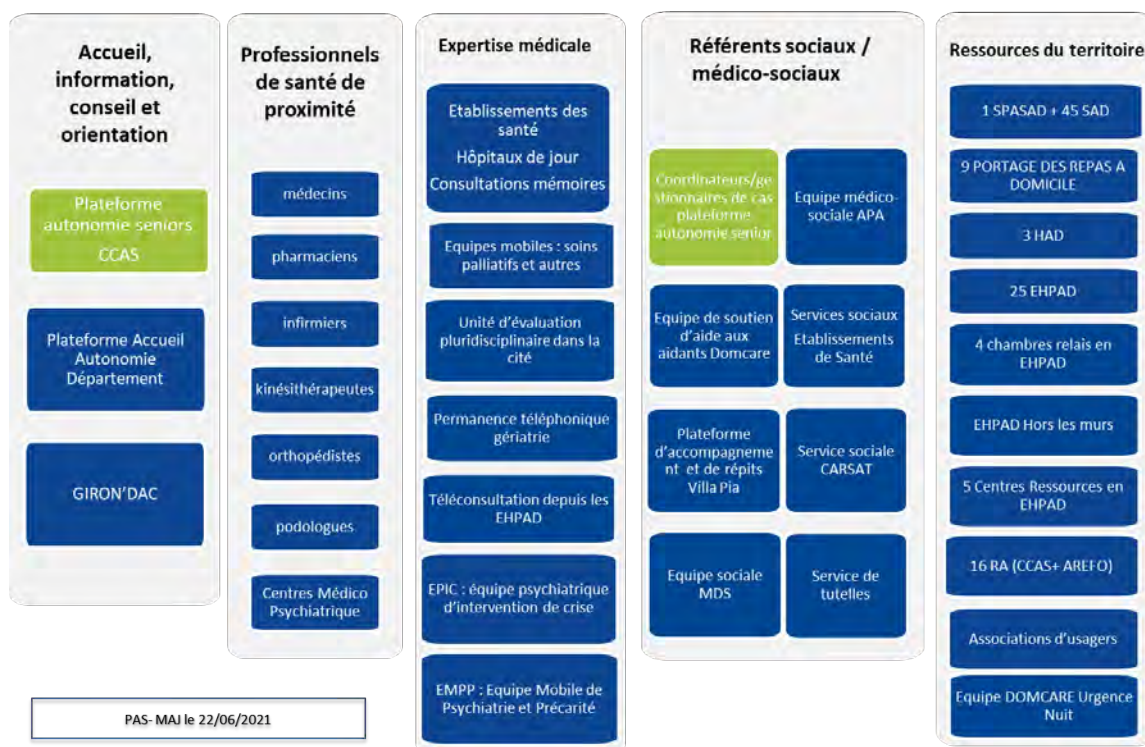 Accueil,
information,
conseil et
orientation
Plateforme
autonomie seniors
CCAS
Plateforme Accueil
Autonomie
Département
GIRON'DAC
Professionnels
de santé de
proximité
médecins
pharmaciens
infirmiers
kinésithérapeutes
orthopédistes
podologues
Centres Médico
Psychiatrique
Expertise médicale
Etablissements des
santé
Hôpitaux de jour
Consultations mémoires
Equipes mobiles : soins
palliatifs et autres
Unité d'évaluation
pluridisciplinaire dans la
cité
Permanence téléphonique
gériatrie
Téléconsultation depuis les
EHPAD
EPIC : équipe psychiatrique
d'intervention de crise
EMPP : Equipe Mobile de
Psychiatrie et Précarité
Référents sociaux /
médico-sociaux
Coordinateurs/ge
stionnaires de cas
plateforme
autonomie senior
Equipe médico-
sociale APA
Equipe de soutien
d'aide aux
aidants Domcare
Services sociaux
Etablissements
de Santé
Plateforme
d'accompagneme
nt et de répits
Villa Pia
Service sociale
CARSAT
Equipe sociale
MDS
Service de
tutelles
Ressources du territoire
1 SPASAD + 45 SAD
9 PORTAGE DES REPAS A
DOMICILE
3 HAD
25 EHPAD
4 chambres relais en
EHPAD
EHPAD Hors les murs
5 Centres Ressources en
EHPAD
16 RA (CCAS+ AREFO)
Associations d'usagers
Equipe DOMCARE Urgence
Nuit
PAS- MAJ le 22/06/2021